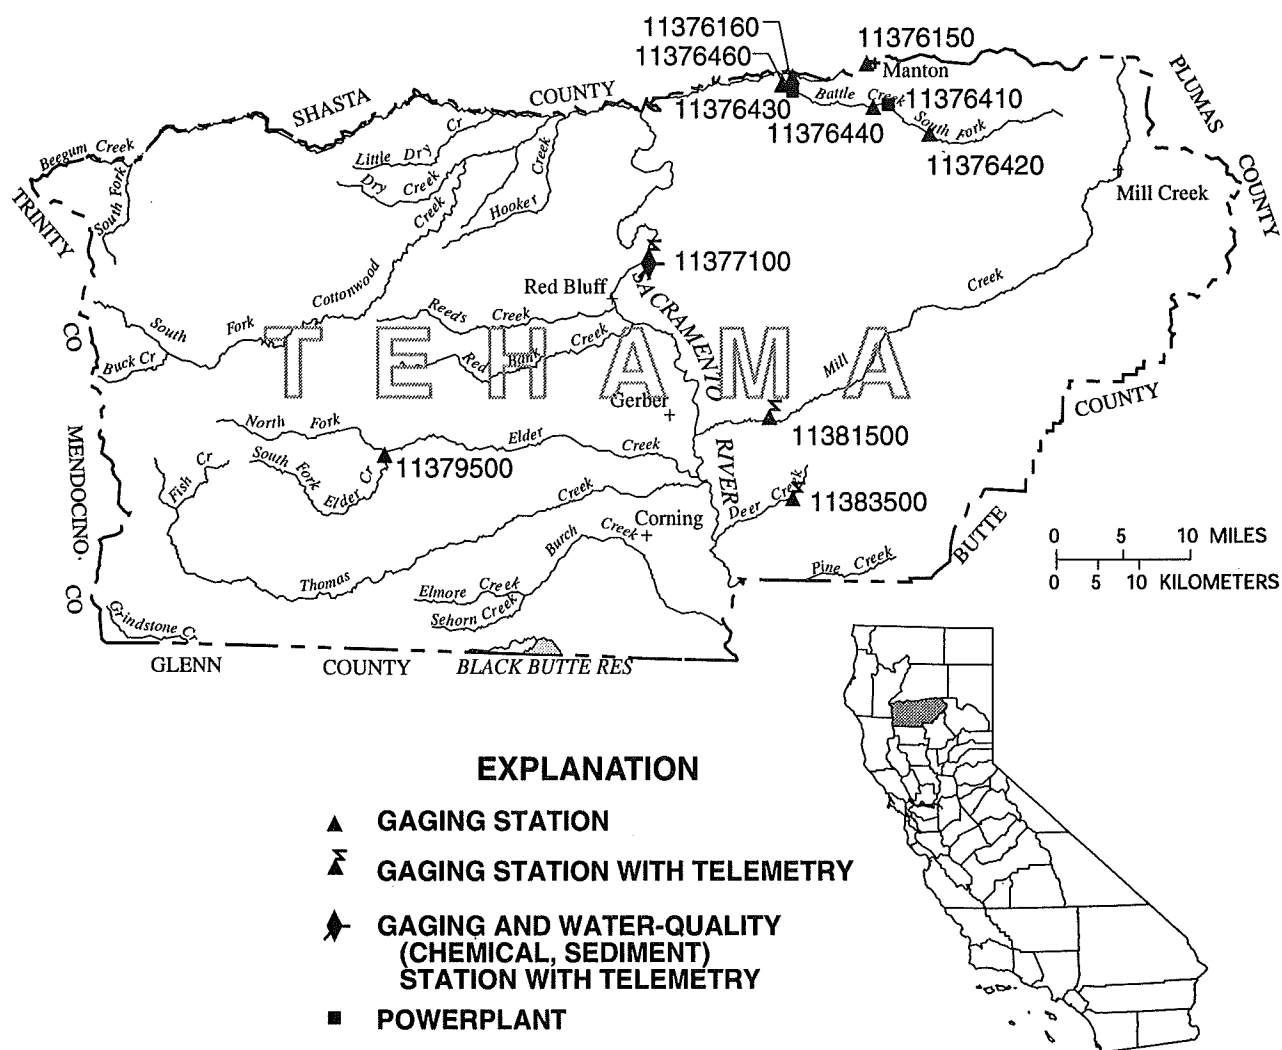 11376160
11376460
11376150
Manton
11376430
Battle Creek
11376410
11376440
South Fork
11376420
PLUMAS
COUNTY
SHASTA
COUNTY
Beegum Creek
South Fork
TRINITY
CO
Little Dry Cr
Dry Creek
Creek
Hooker
Creek
Cottonwood
Mill Creek
11377100
Red Bluff
SACRAMENTO
RIVER
Reeds Creek
Red Bank Creek
South Fork
Buck Cr
TEHAMA
Mill
Creek
Gerber
COUNTY
BUTTE
North Fork
Elder Creek
11381500
11379500
South Fork
Elder Cr
Fish Cr
MENDOCINO.
CO
Deer Creek
11383500
Creek
Corning
Burch Creek
Thomas
Elmore Creek
Sehorn Creek
Pine Creek
Grindstone C
GLENN COUNTY
BLACK BUTTE RES
0 5 10 MILES
0 5 10 KILOMETERS
EXPLANATION
GAGING STATION
GAGING STATION WITH TELEMETRY
GAGING AND WATER-QUALITY
(CHEMICAL, SEDIMENT)
STATION WITH TELEMETRY
POWERPLANT